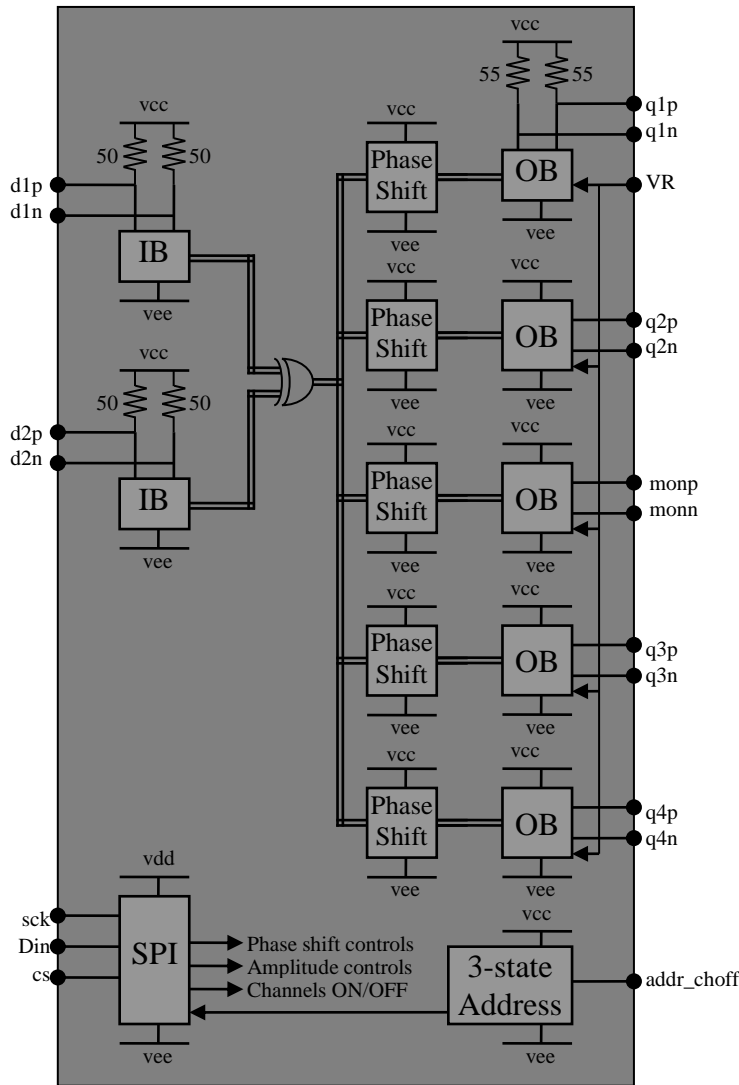 vcc
55
55
q1p
q1n
vcc
vcc
50
50
Phase
Shift
OB
d1p
VR
d1n
IB
vee
vee
vee
vcc
vcc
Phase
Shift
OB
q2p
q2n
vcc
50
50
vee
vee
d2p
d2n
vcc
vcc
IB
Phase
Shift
OB
monp
monn
vee
vee
vee
vcc
vcc
Phase
Shift
OB
q3p
q3n
vee
vee
vcc
vcc
Phase
Shift
OB
q4p
q4n
vdd
vee
vee
sck
Din
cs
SPI
Phase shift controls
Amplitude controls
Channels ON/OFF
vcc
3-state
Address
addr_choff
vee
vee